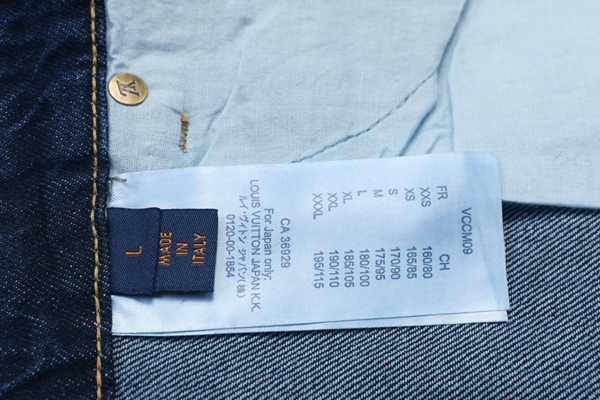 LV
L
MADE
IN
ITALY
VCCM09
FR CH
XXS 160/80
XS 165/85
S 170/90
M 175/95
L 180/100
XL 185/105
XXL 190/110
XXXL 195/115
CA 36929
For Japan only:
LOUIS VUITTON JAPAN K.K.
ルイ・ヴィトン ジャパン(株)
0120-00-1854